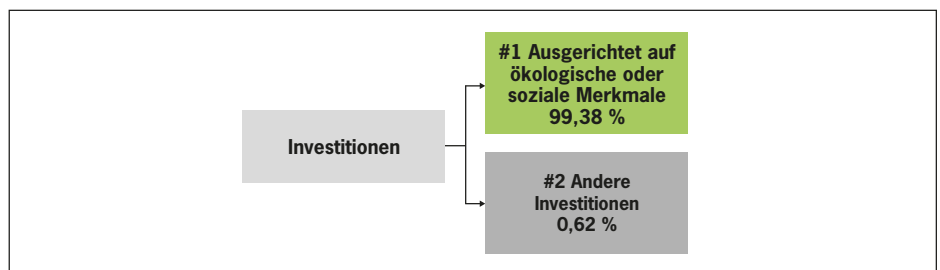 #1 Ausgerichtet auf
ökologische oder
soziale Merkmale
99,38 %
Investitionen
#2 Andere
Investitionen
0,62 %